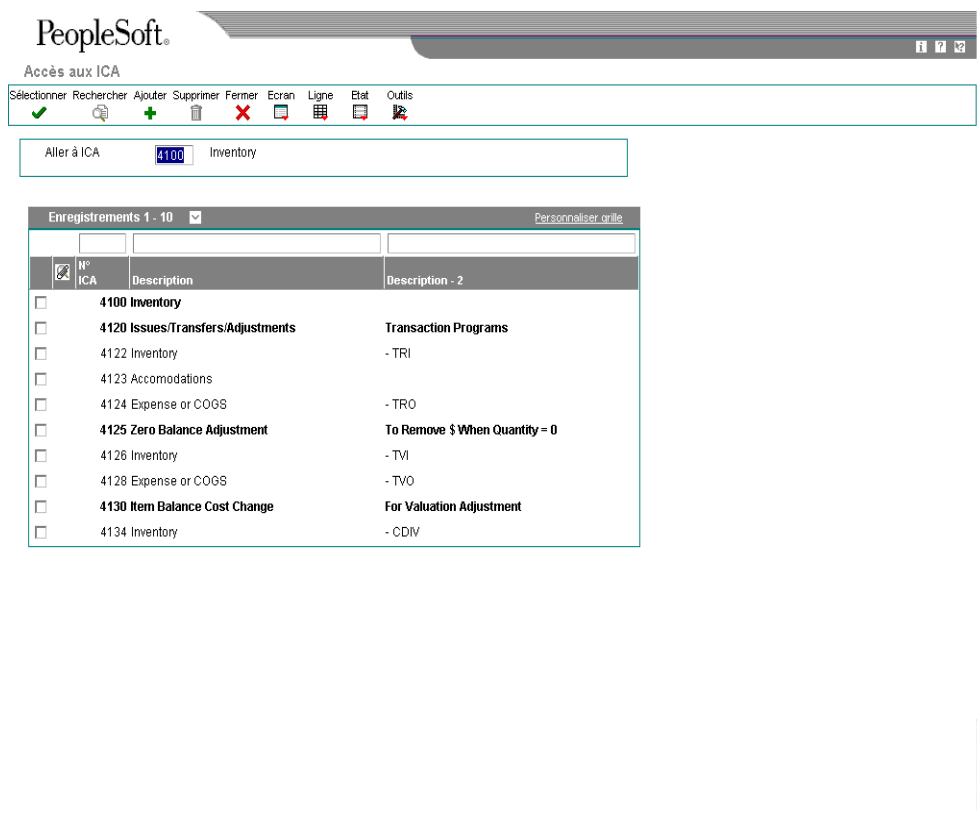 PeopleSoft®
Accès aux ICA
Sélectionner Rechercher Ajouter Supprimer Fermer Ecran Ligne Etat Outils
Aller à ICA 4100 Inventory
Enregistrements 1 - 10 Personnaliser grille
N° ICA Description Description - 2
4100 Inventory
4120 Issues/Transfers/Adjustments Transaction Programs
4122 Inventory - TRI
4123 Accomodations
4124 Expense or COGS - TRO
4125 Zero Balance Adjustment To Remove $ When Quantity = 0
4126 Inventory - TVI
4128 Expense or COGS - TVO
4130 Item Balance Cost Change For Valuation Adjustment
4134 Inventory - CDIV